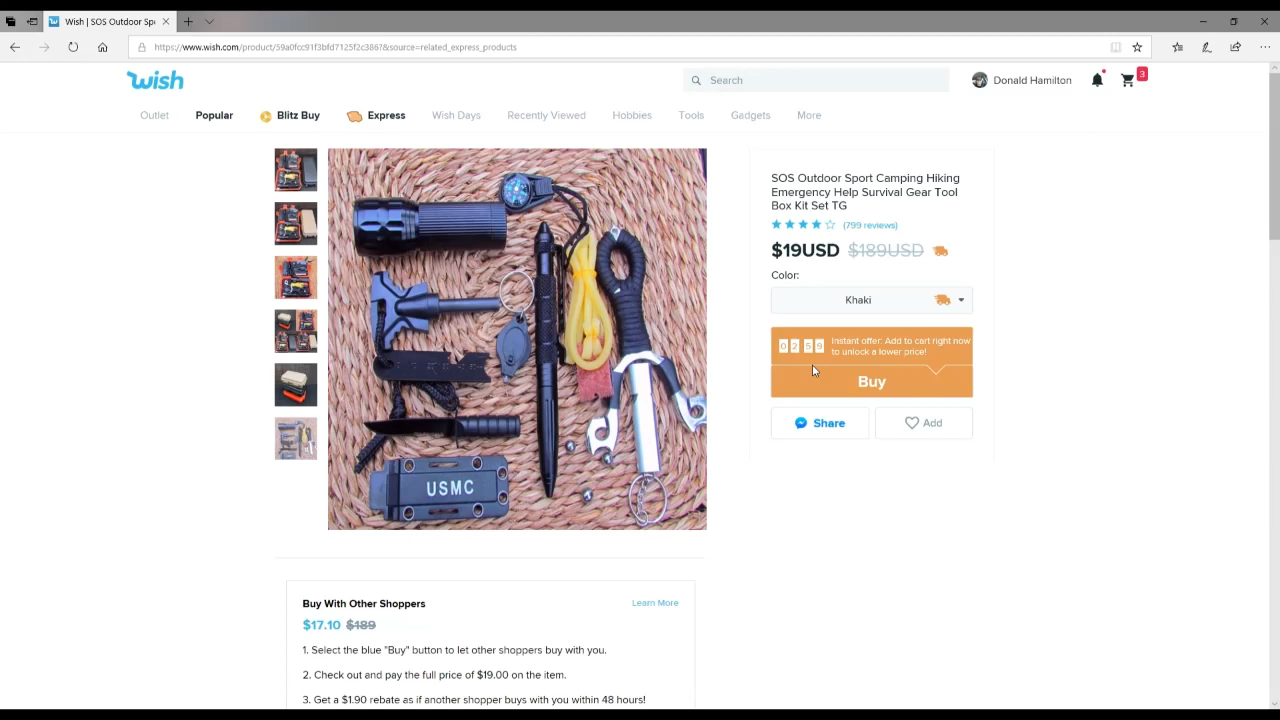 Wish | SOS Outdoor Spo
https://www.wish.com/product/59a0fcc91f3bfd7125f2c386?&source=related_express_products
wish
Search
Donald Hamilton
3
Outlet
Popular
Blitz Buy
Express
Wish Days
Recently Viewed
Hobbies
Tools
Gadgets
More
SOS Outdoor Sport Camping Hiking
Emergency Help Survival Gear Tool
Box Kit Set TG
(799 reviews)
$19USD $189USD
Color:
Khaki
02 59
Instant offer: Add to cart right now
to unlock a lower price!
Buy
Share
Add
USMC
Buy With Other Shoppers
Learn More
$17.10 $189
1. Select the blue "Buy" button to let other shoppers buy with you.
2. Check out and pay the full price of $19.00 on the item.
3. Get a $1.90 rebate as if another shopper buys with you within 48 hours!